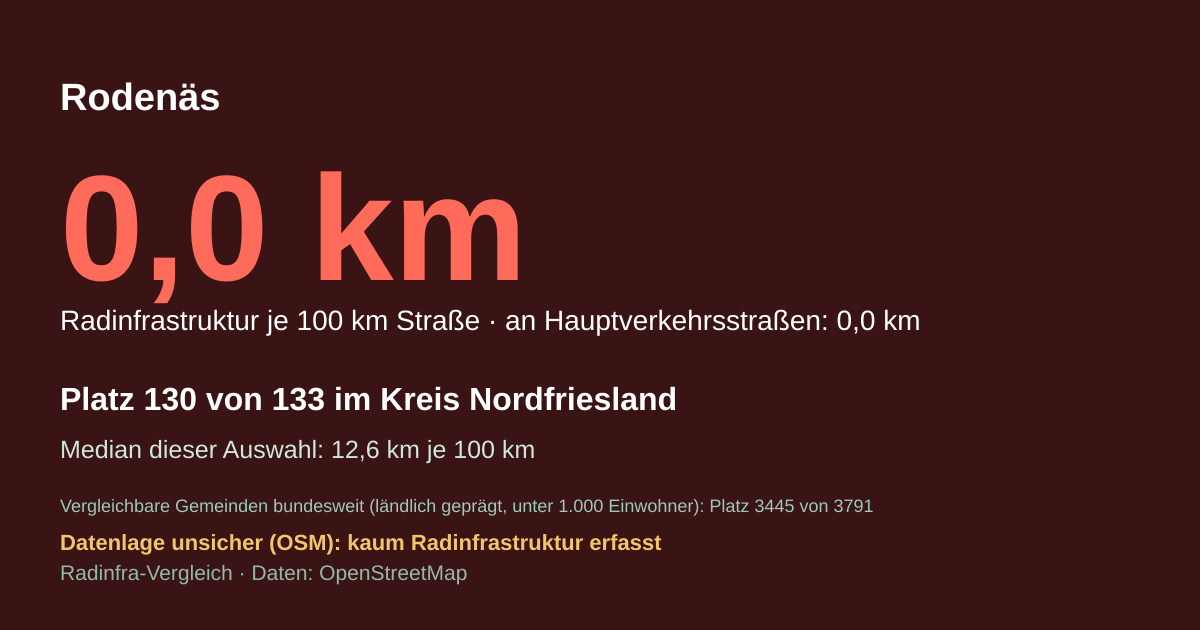 Rodenäs
0,0 km
Radinfrastruktur je 100 km Straße · an Hauptverkehrsstraßen: 0,0 km
Platz 130 von 133 im Kreis Nordfriesland
Median dieser Auswahl: 12,6 km je 100 km
Vergleichbare Gemeinden bundesweit (ländlich geprägt, unter 1.000 Einwohner): Platz 3445 von 3791
Datenlage unsicher (OSM): kaum Radinfrastruktur erfasst
Radinfra-Vergleich · Daten: OpenStreetMap